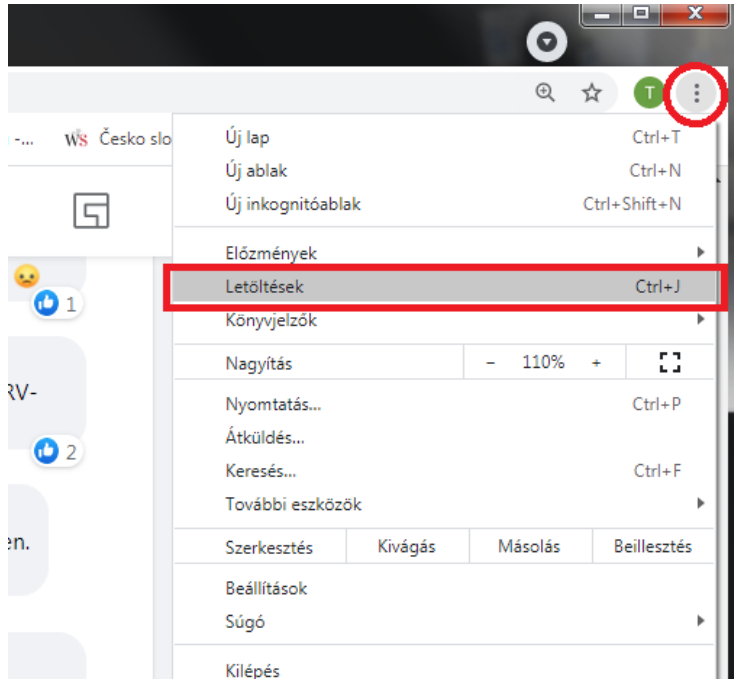 T
-... WS Česko slo
Új lap Ctrl+T
Új ablak Ctrl+N
Új inkognitóablak Ctrl+Shift+N
Előzmények
1
Letöltések Ctrl+J
Könyvjelzők
Nagyítás - 110% +
RV-
Nyomtatás... Ctrl+P
Átküldés...
2
Keresés... Ctrl+F
További eszközök
en.
Szerkesztés Kivágás Másolás Beillesztés
Beállítások
Súgó
Kilépés